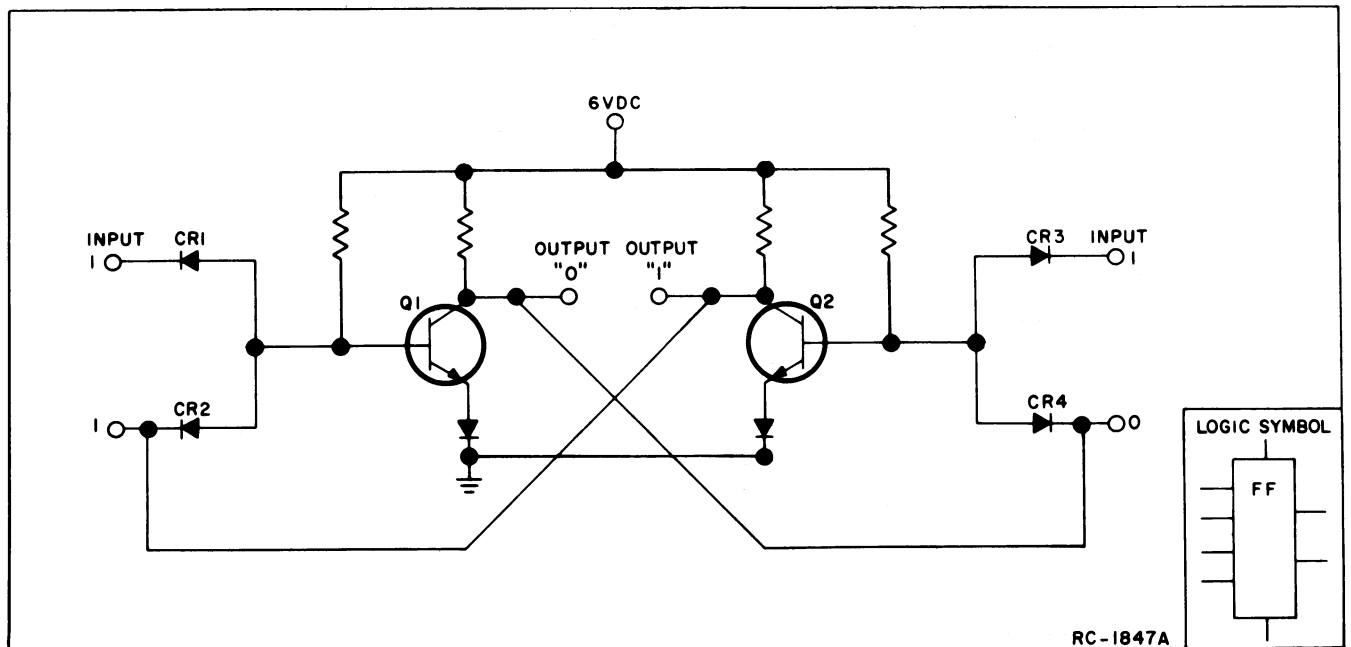 6VDC
INPUT
CR1
1
OUTPUT
"0"
OUTPUT
"1"
CR3
INPUT
1
Q1
Q2
CR2
1
CR4
0
LOGIC SYMBOL
FF
RC-1847A